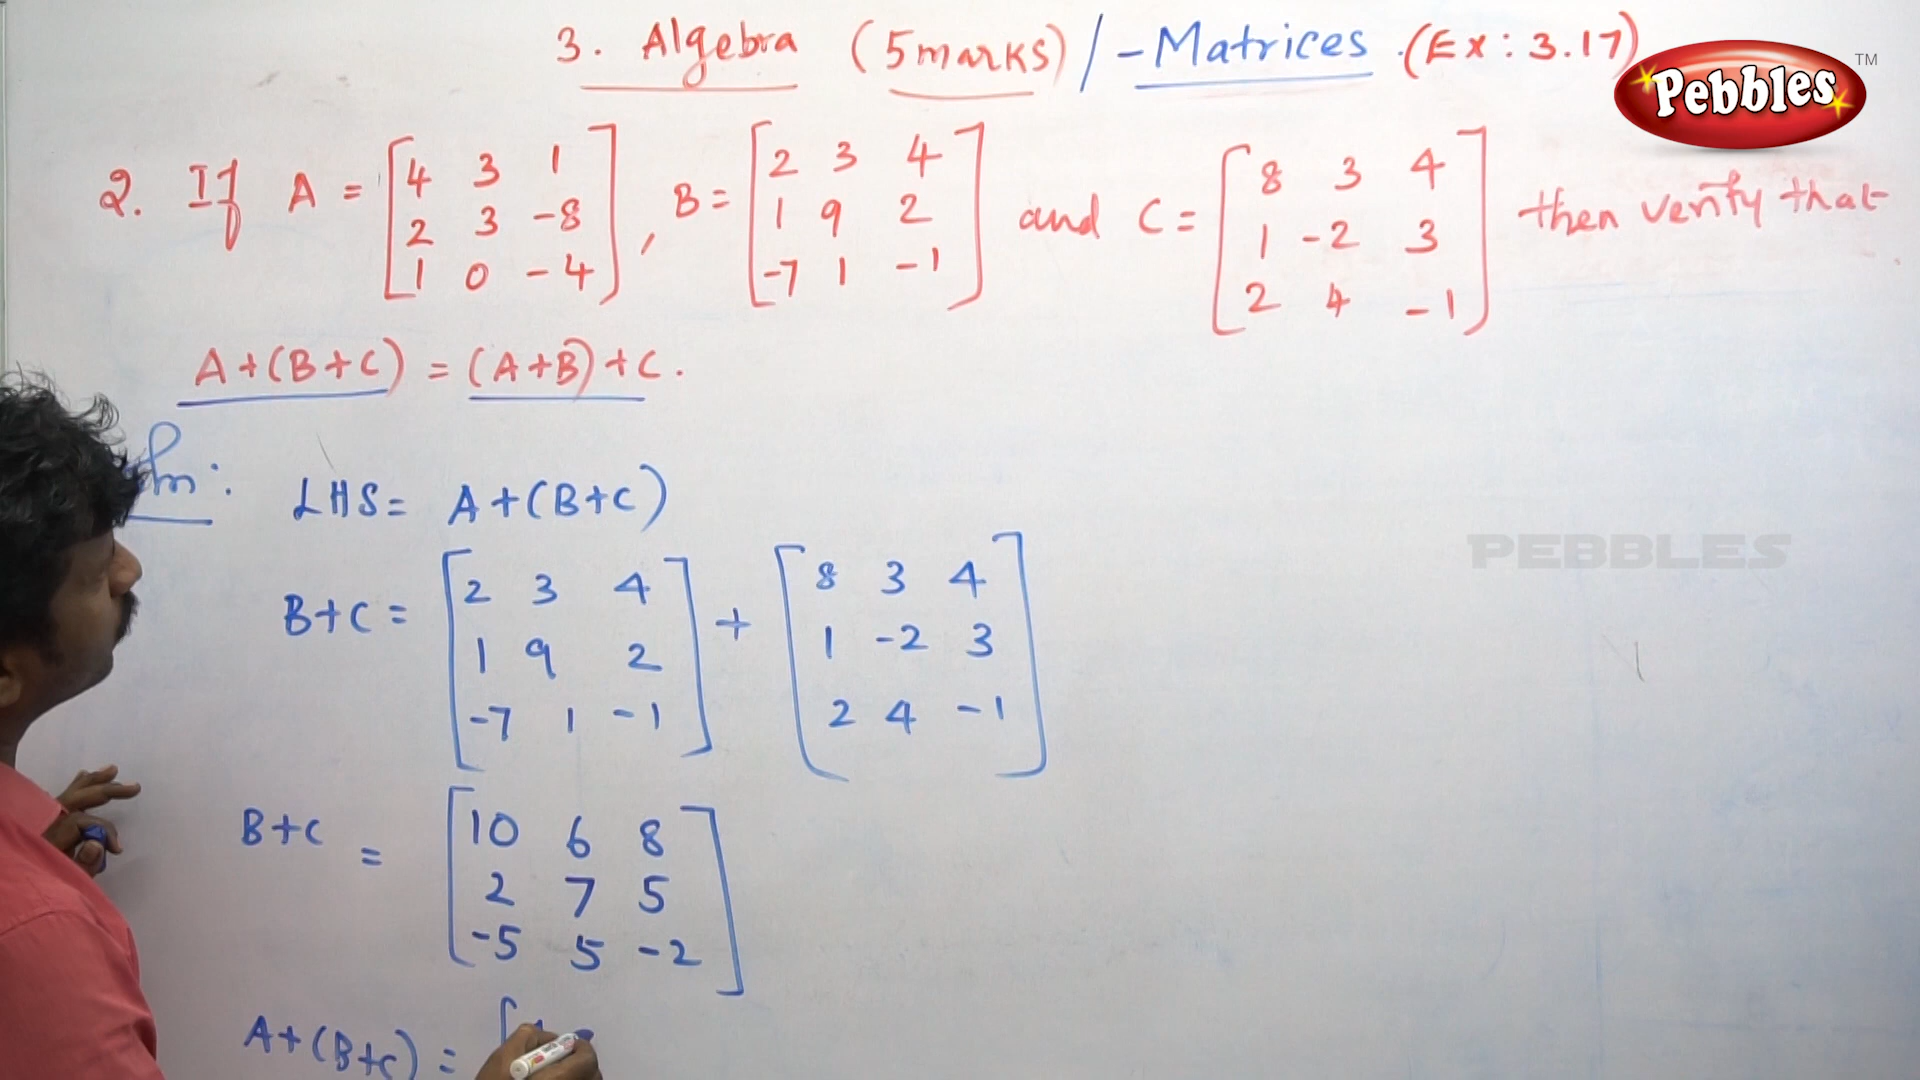 3. Algebra (5marks) / - Matrices. (Ex: 3.17)
Pebbles TM
2. If A = [4 3 1
2 3 -8
1 0 -4], B = [2 3 4
1 9 2
-7 1 -1] and C = [8 3 4
1 -2 3
2 4 -1] then verify that
A+(B+C) = (A+B)+C.
LHS = A+(B+C)
PEBBLES
B+C = [2 3 4
1 9 2
-7 1 -1] + [8 3 4
1 -2 3
2 4 -1]
B+C = [10 6 8
2 7 5
-5 5 -2]
A+(B+C) = [